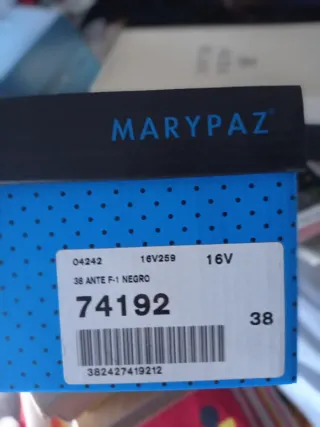 MARYPAZ
04242 16V259 16V
38 ANTE F-1 NEGRO
74192
38
382427419212